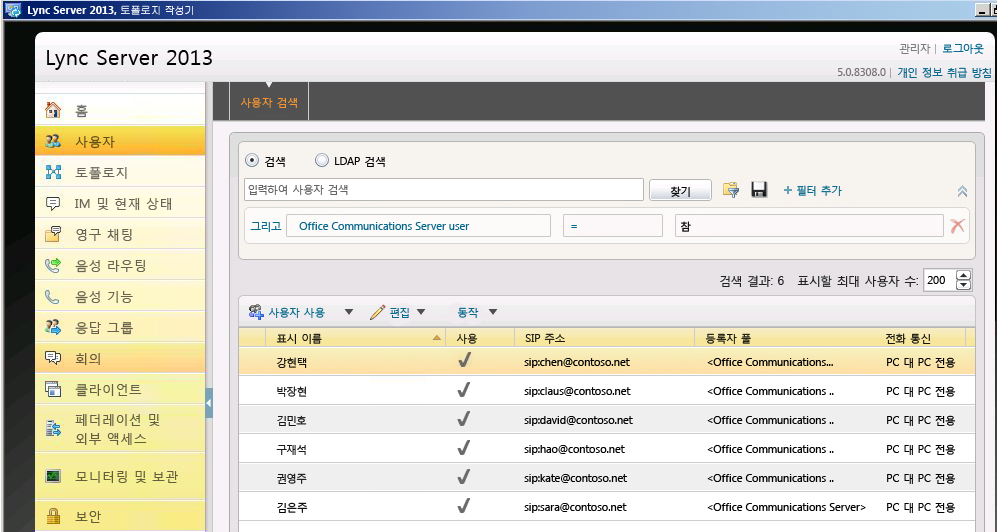 Lync Server 2013, 토폴로지 작성기
Lync Server 2013
관리자 | 로그아웃
5.0.8308.0 | 개인 정보 취급 방침
홈
사용자
토폴로지
IM 및 현재 상태
영구 채팅
음성 라우팅
음성 기능
응답 그룹
회의
클라이언트
페더레이션 및
외부 액세스
모니터링 및 보관
보안
사용자 검색
검색 LDAP 검색
입력하여 사용자 검색 찾기 + 필터 추가
그리고 Office Communications Server user = 참
검색 결과: 6 표시할 최대 사용자 수: 200
사용자 사용 편집 동작
표시 이름 사용 SIP 주소 등록자 풀 전화 통신
강현택 sip:chen@contoso.net <Office Communications... PC 대 PC 전용
박장현 sip:claus@contoso.net <Office Communications .. PC 대 PC 전용
김민호 sip:david@contoso.net <Office Communications .. PC 대 PC 전용
구재석 sip:hao@contoso.net <Office Communications .. PC 대 PC 전용
권영주 sip:kate@contoso.net <Office Communications .. PC 대 PC 전용
김은주 sip:sara@contoso.net <Office Communications Server> PC 대 PC 전용